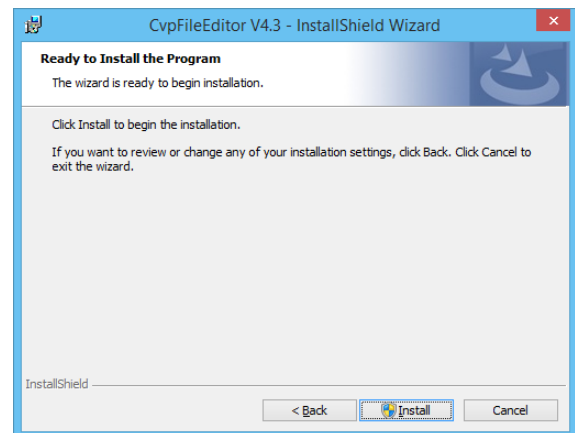 CvpFileEditor V4.3 - InstallShield Wizard
Ready to Install the Program
The wizard is ready to begin installation.
Click Install to begin the installation.
If you want to review or change any of your installation settings, click Back. Click Cancel to
exit the wizard.
InstallShield
< Back Install Cancel